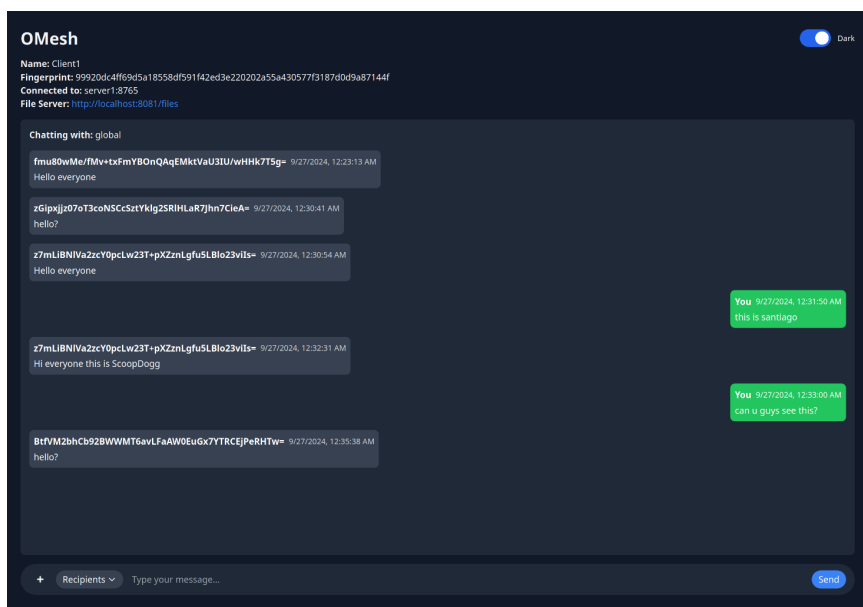 OMesh
Dark
Name: Client1
Fingerprint: 99920dc4ff69d5a18558df591f42ed3e220202a55a430577f3187d0d9a87144f
Connected to: server1:8765
File Server: http://localhost:8081/files
Chatting with: global
fmu80wMe/fMv+txFmYBOnQAqEMktVaU3IU/wHHk7T5g= 9/27/2024, 12:23:13 AM
Hello everyone
zGipxjjz07oT3coNSCcSztYklg2SRlHLaR7Jhn7CieA= 9/27/2024, 12:30:41 AM
hello?
z7mLiBNlVa2zcY0pcLw23T+pXZznLgfu5LBlo23viIs= 9/27/2024, 12:30:54 AM
Hello everyone
You 9/27/2024, 12:31:50 AM
this is santiago
z7mLiBNlVa2zcY0pcLw23T+pXZznLgfu5LBlo23viIs= 9/27/2024, 12:32:31 AM
Hi everyone this is ScoopDogg
You 9/27/2024, 12:33:00 AM
can u guys see this?
BtfVM2bhCb92BWWMT6avLFaAW0EuGx7YTRCEjPeRHTw= 9/27/2024, 12:35:38 AM
hello?
+ Recipients Type your message... Send